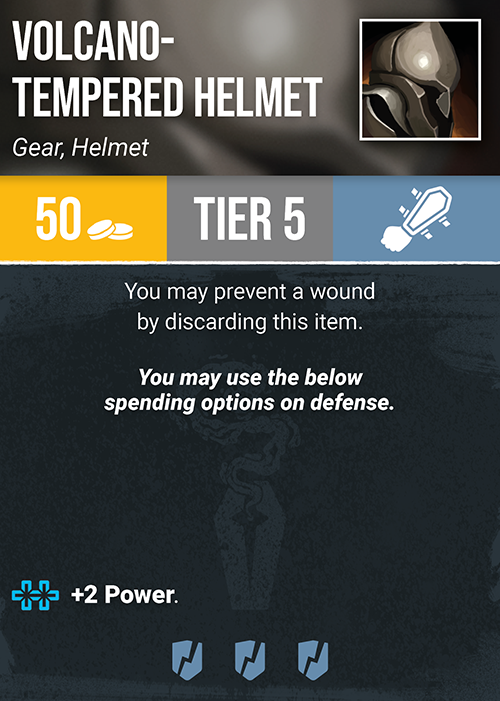 VOLCANO-
TEMPERED HELMET
Gear, Helmet
50
TIER 5
You may prevent a wound
by discarding this item.
You may use the below
spending options on defense.
+2 Power.